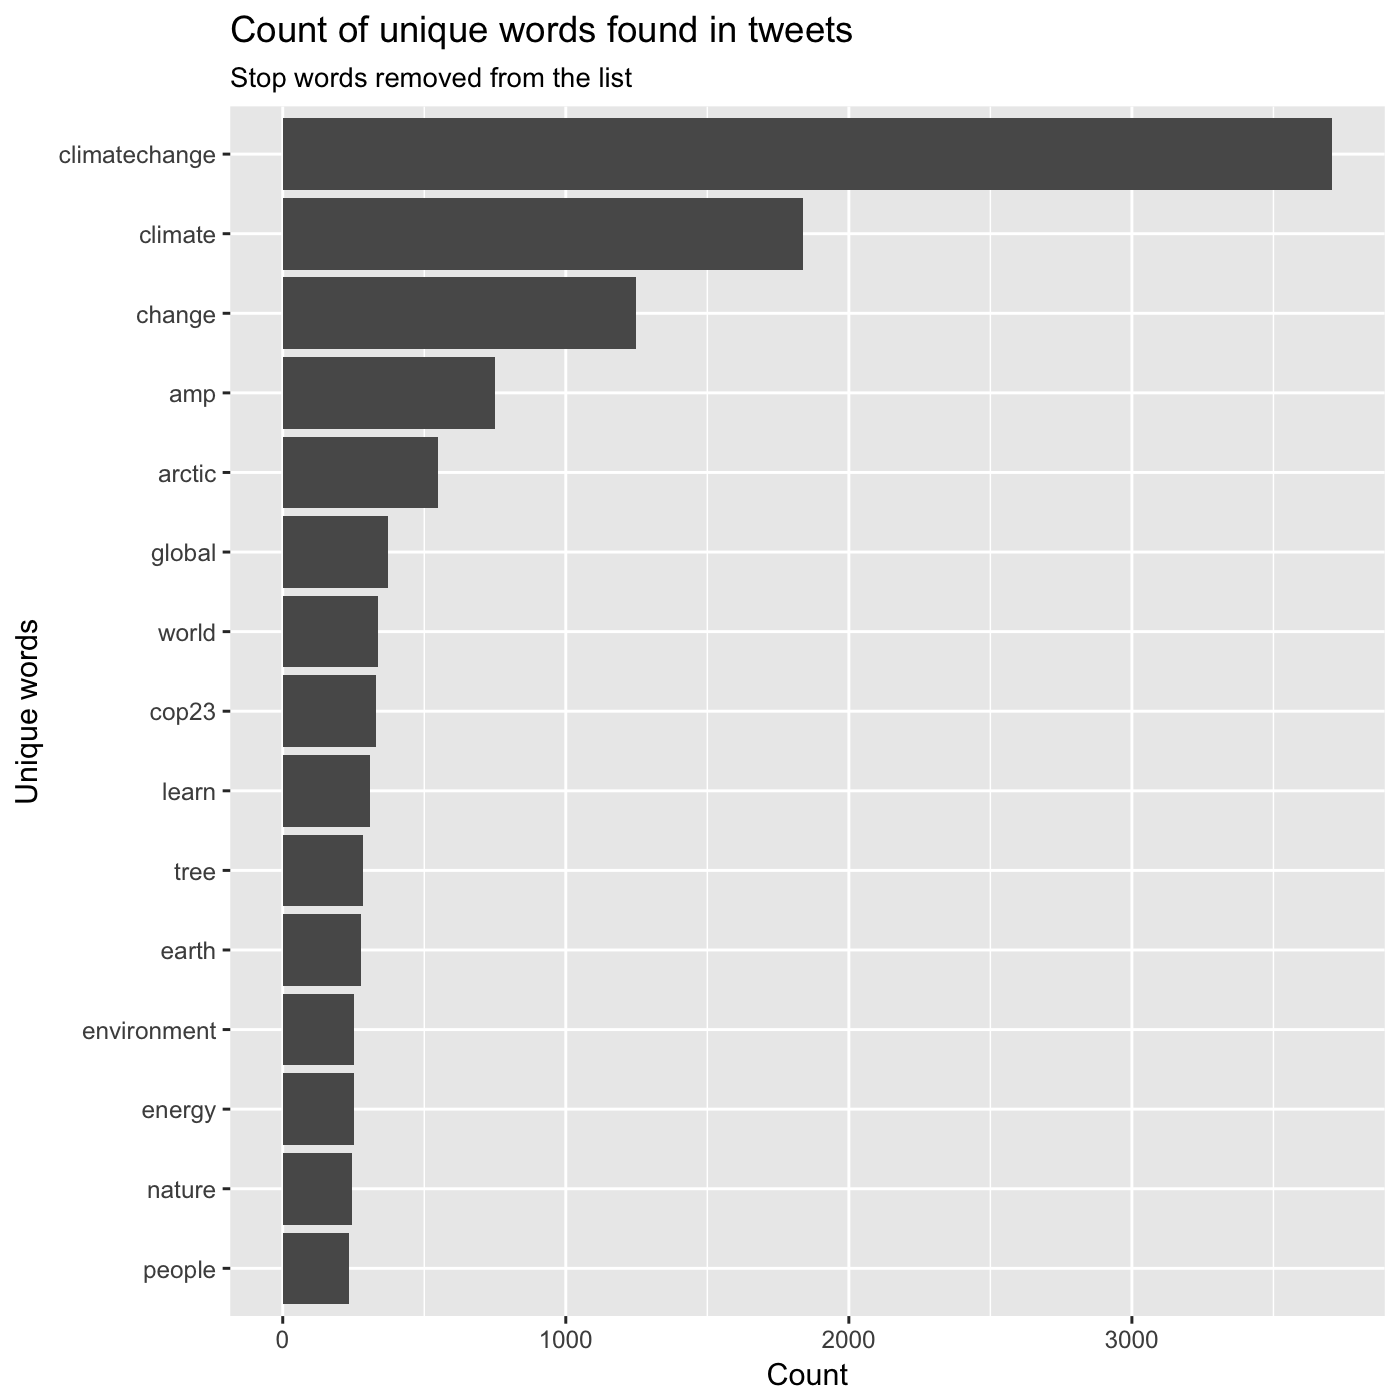 Count of unique words found in tweets
Stop words removed from the list
Unique words
climatechange
climate
change
amp
arctic
global
world
cop23
learn
tree
earth
environment
energy
nature
people
0 1000 2000 3000
Count